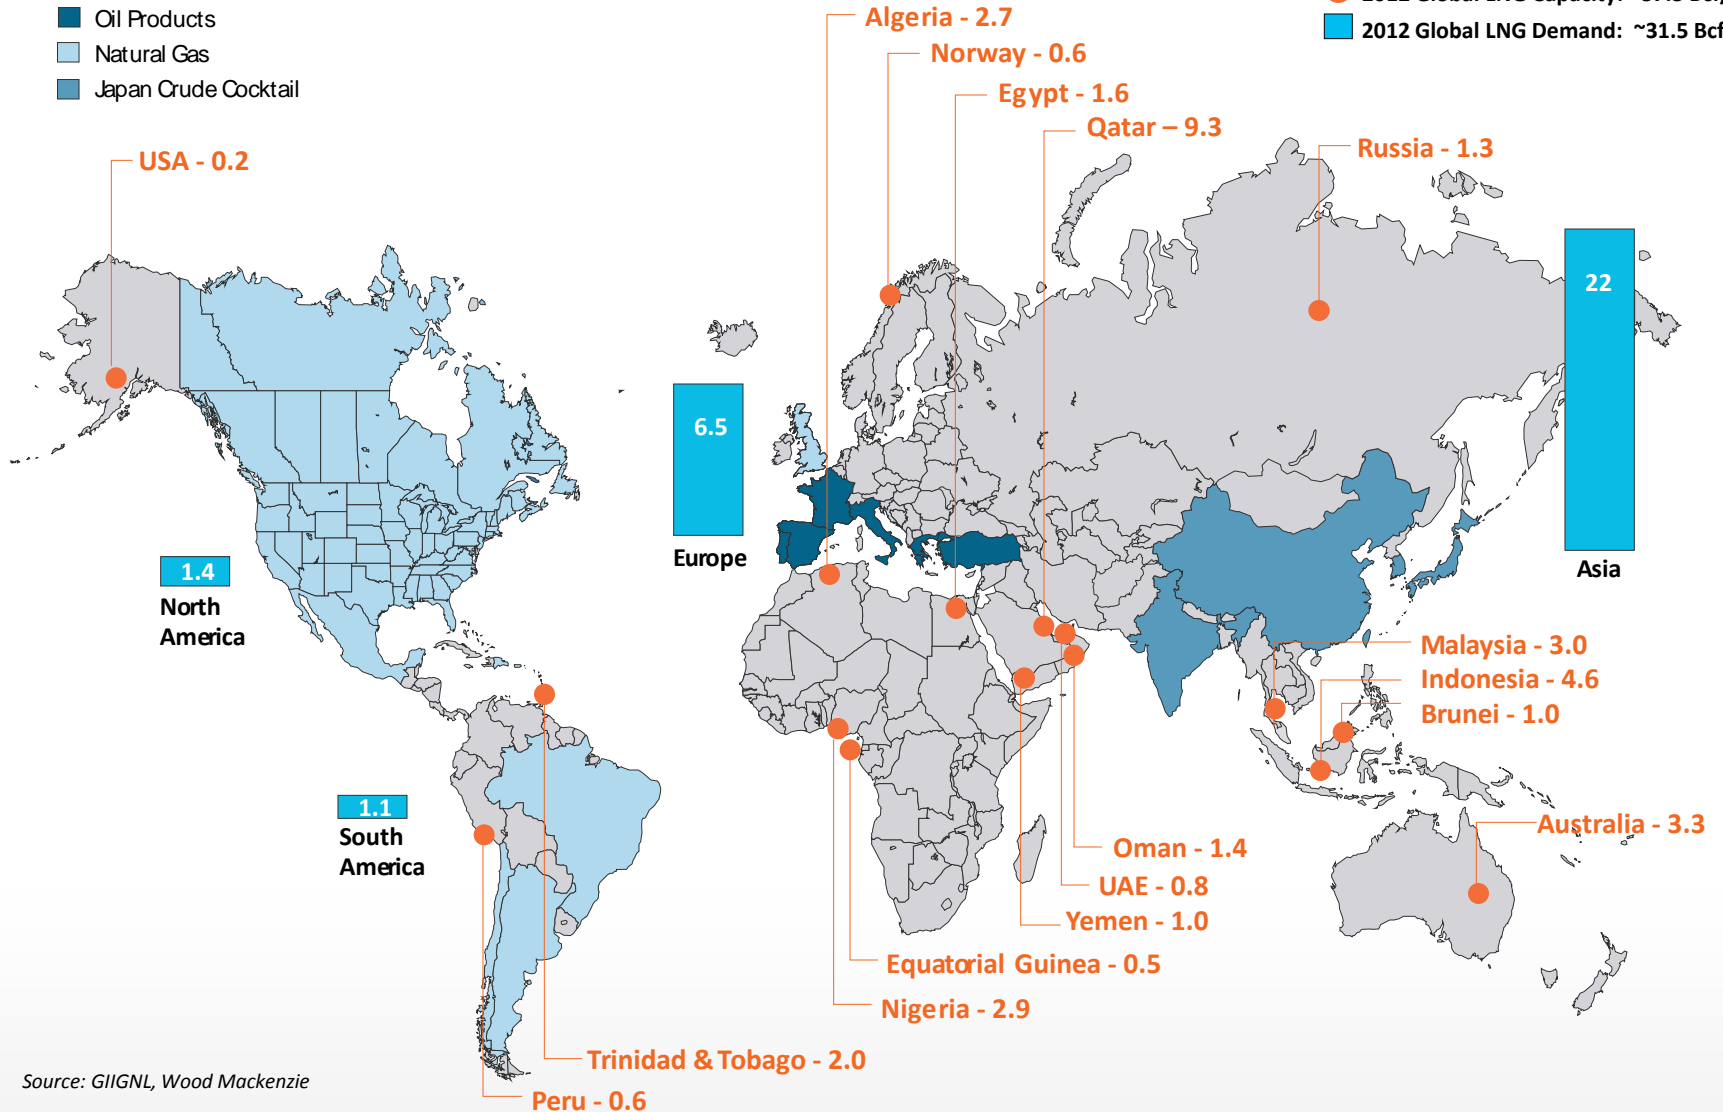 Oil Products
Natural Gas
Japan Crude Cocktail
2012 Global LNG Demand: ~31.5 Bcf
Algeria - 2.7
Norway - 0.6
Egypt - 1.6
Qatar – 9.3
Russia - 1.3
USA - 0.2
22
Asia
6.5
Europe
1.4
North
America
1.1
South
America
Malaysia - 3.0
Indonesia - 4.6
Brunei - 1.0
Australia - 3.3
Oman - 1.4
UAE - 0.8
Yemen - 1.0
Equatorial Guinea - 0.5
Nigeria - 2.9
Trinidad & Tobago - 2.0
Peru - 0.6
Source: GIIGNL, Wood Mackenzie